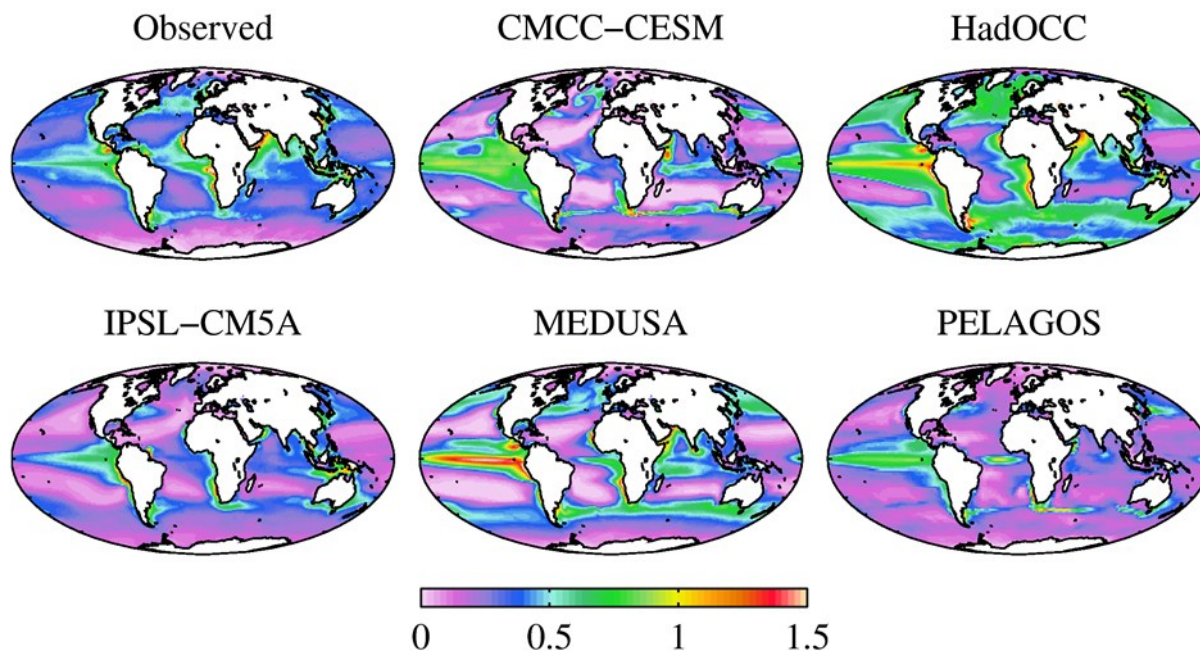 Observed
CMCC−CESM
HadOCC
IPSL−CM5A
MEDUSA
PELAGOS
0 0.5 1 1.5